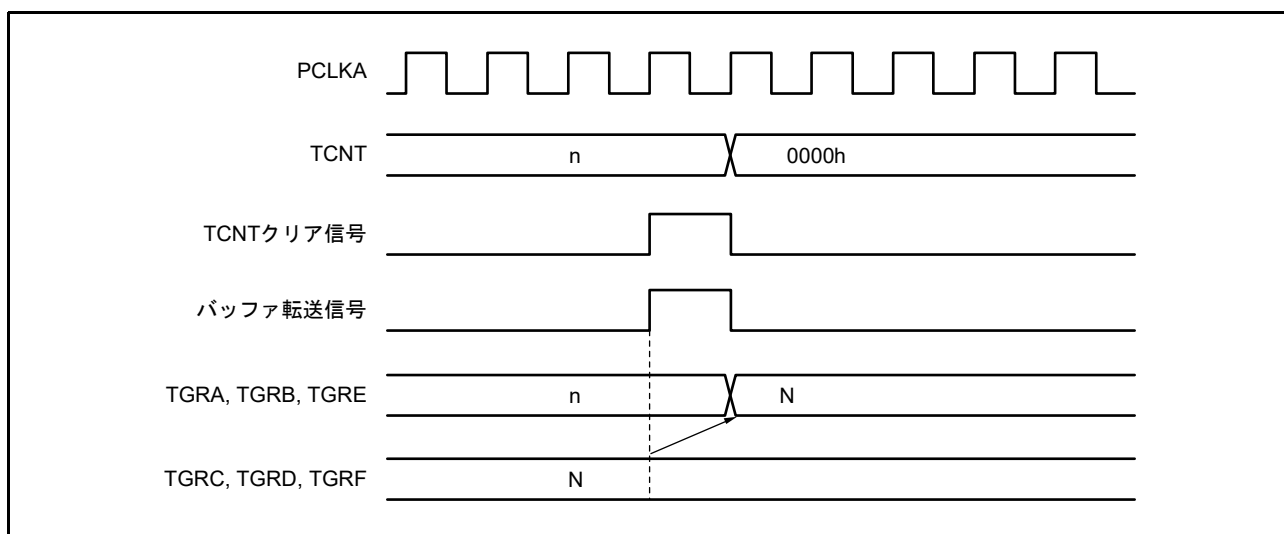 PCLKA
TCNT
n
0000h
TCNTクリア信号
バッファ転送信号
TGRA, TGRB, TGRE
n
N
TGRC, TGRD, TGRF
N